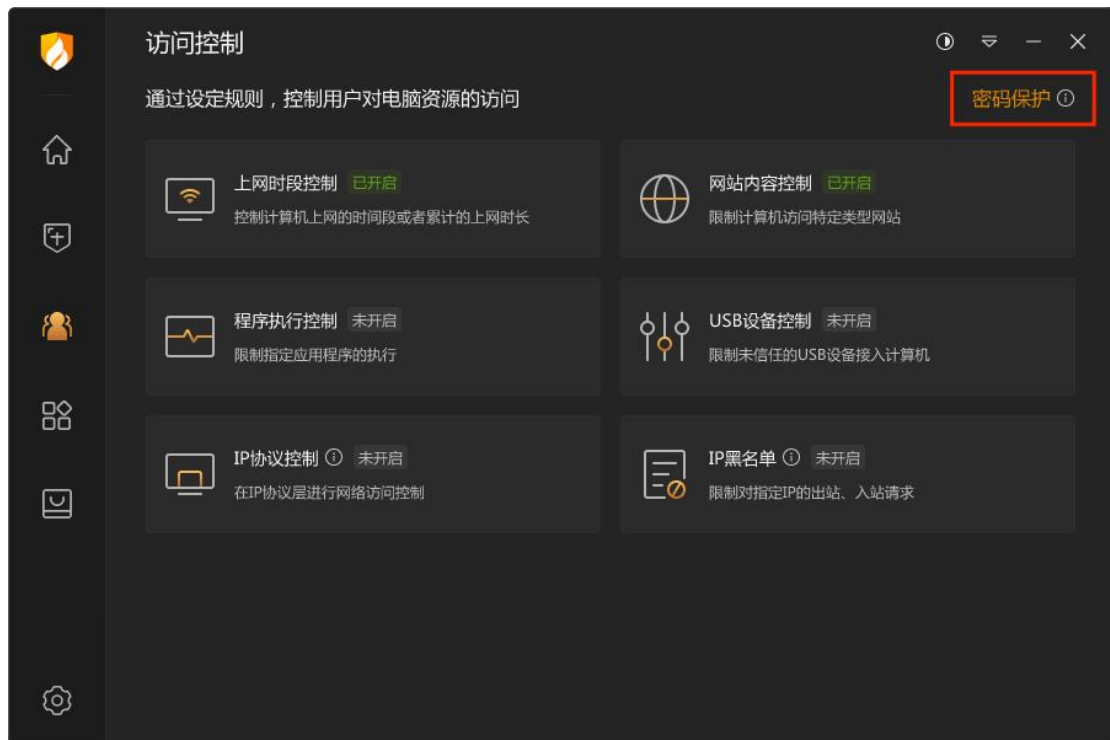 访问控制
通过设定规则，控制用户对电脑资源的访问
密码保护
上网时段控制 已开启
控制计算机上网的时间段或者累计的上网时长
网站内容控制 已开启
限制计算机访问特定类型网站
程序执行控制 未开启
限制指定应用程序的执行
USB设备控制 未开启
限制未信任的USB设备接入计算机
IP协议控制 未开启
在IP协议层进行网络访问控制
IP黑名单 未开启
限制对指定IP的出站、入站请求